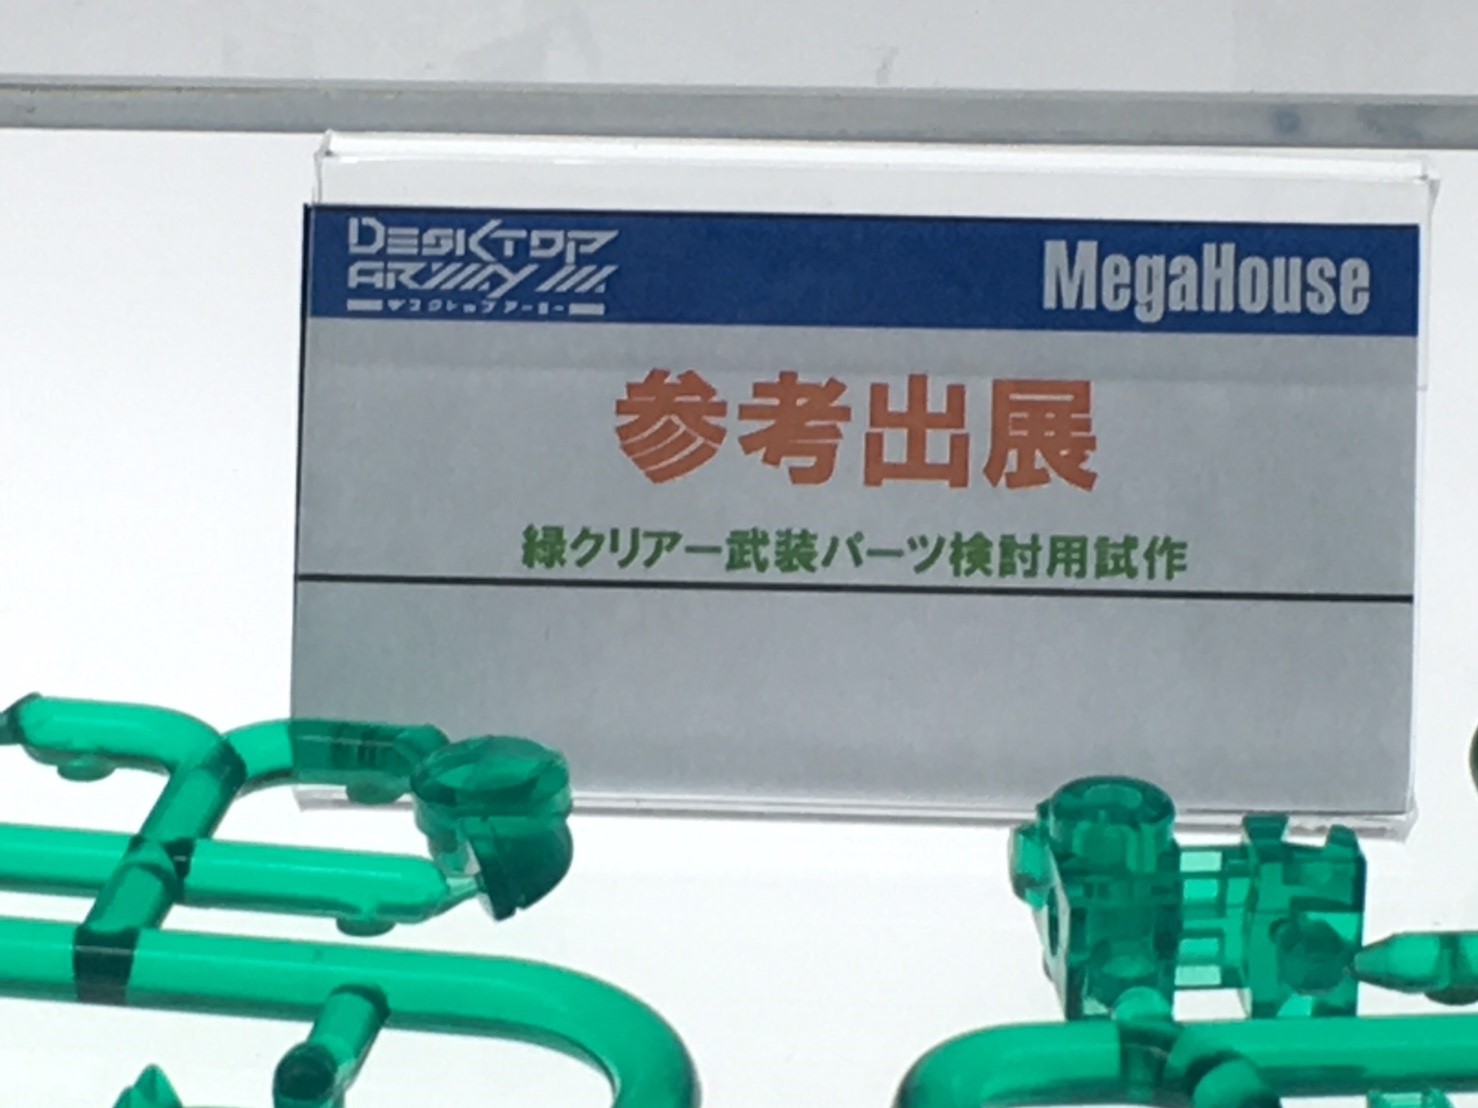 DESKTOP
ARMY
デスクトップアーミー
MegaHouse
参考出展
緑クリアー武装パーツ検討用試作